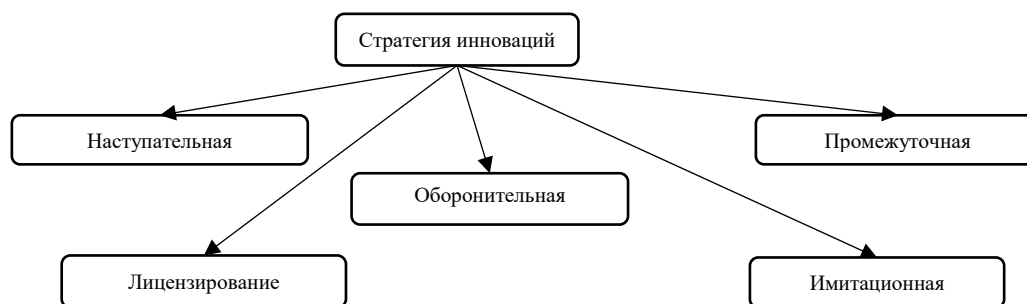 Стратегия инноваций
Наступательная
Промежуточная
Оборонительная
Лицензирование
Имитационная